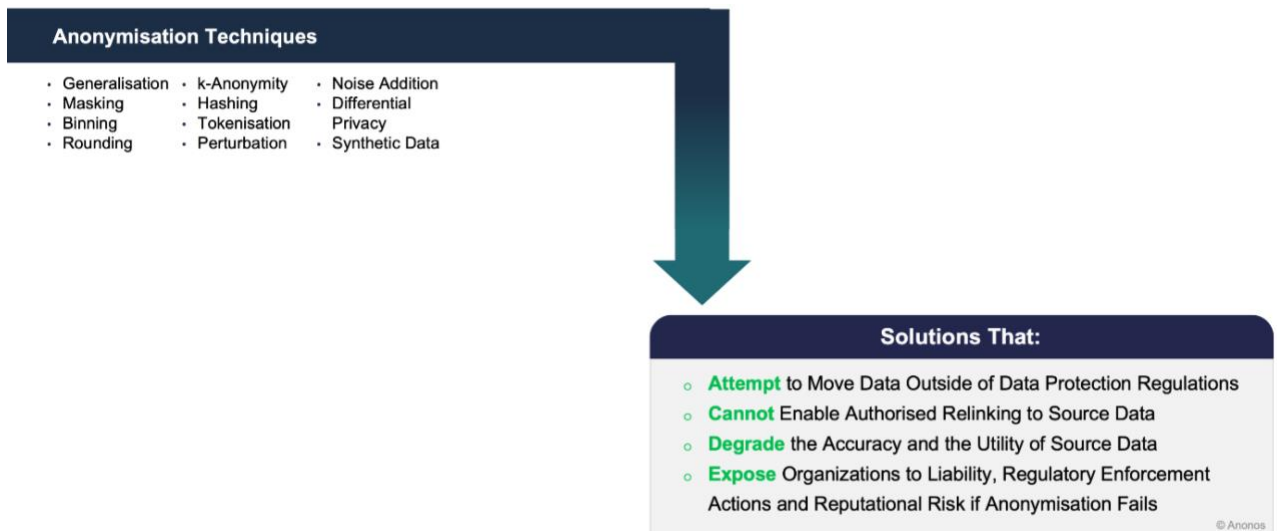 Anonymisation Techniques
· Generalisation
· Masking
· Binning
· Rounding
· k-Anonymity
· Hashing
· Tokenisation
· Perturbation
· Noise Addition
· Differential
Privacy
· Synthetic Data
Solutions That:
○ Attempt to Move Data Outside of Data Protection Regulations
○ Cannot Enable Authorised Relinking to Source Data
○ Degrade the Accuracy and the Utility of Source Data
○ Expose Organizations to Liability, Regulatory Enforcement
Actions and Reputational Risk if Anonymisation Fails
© Anonos